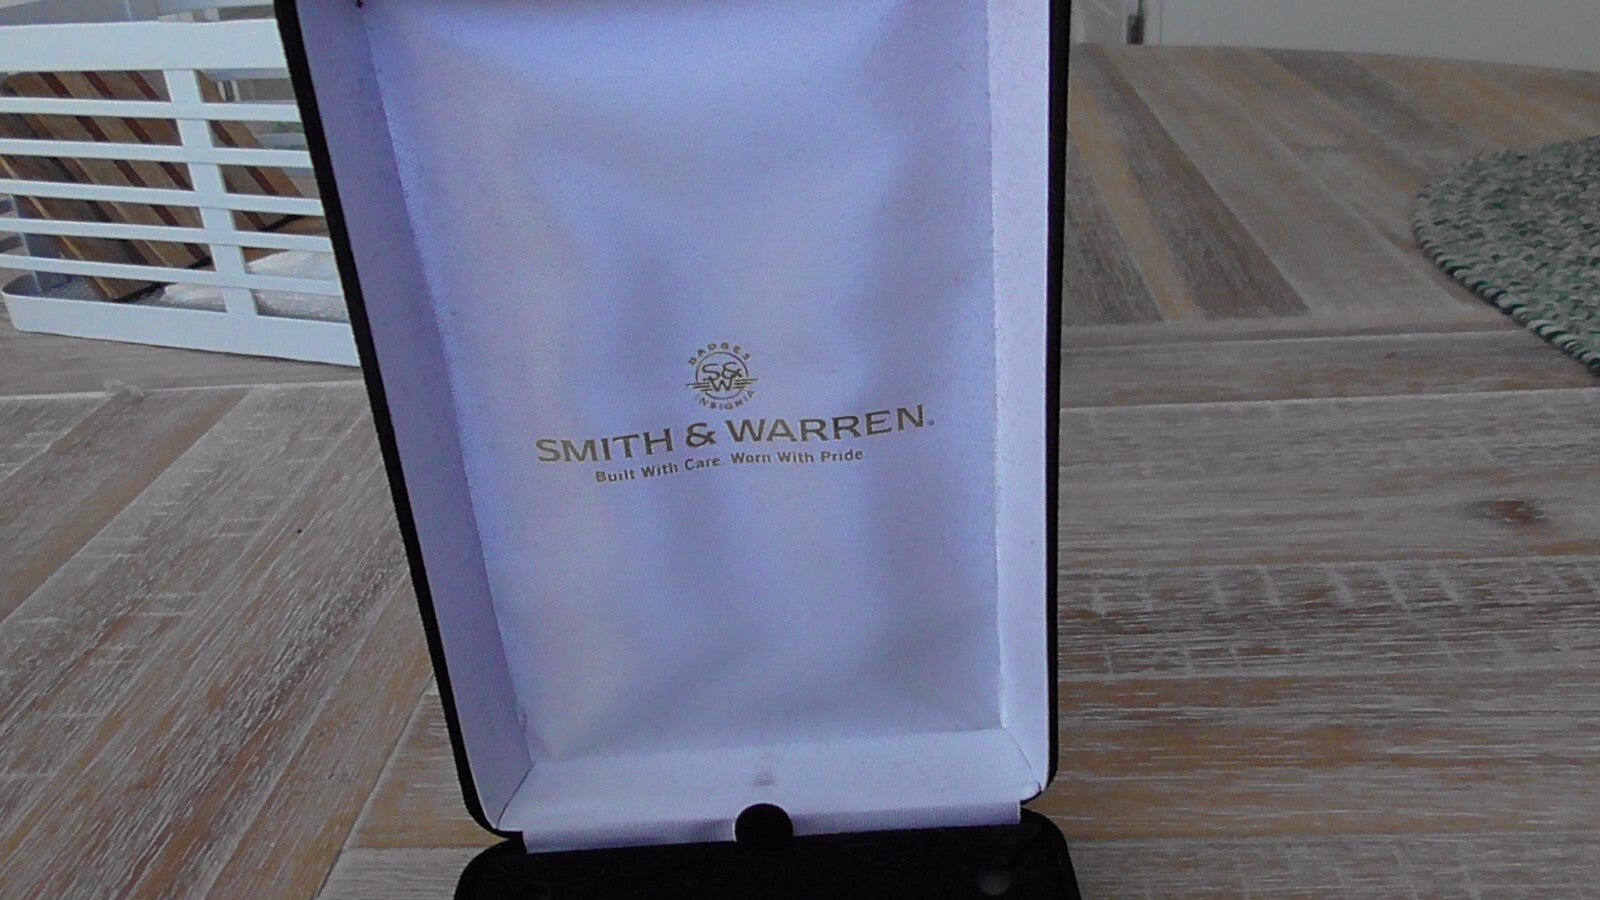 BADGES
S&W
INSIGNIA
SMITH & WARREN.
Built With Care. Worn With Pride